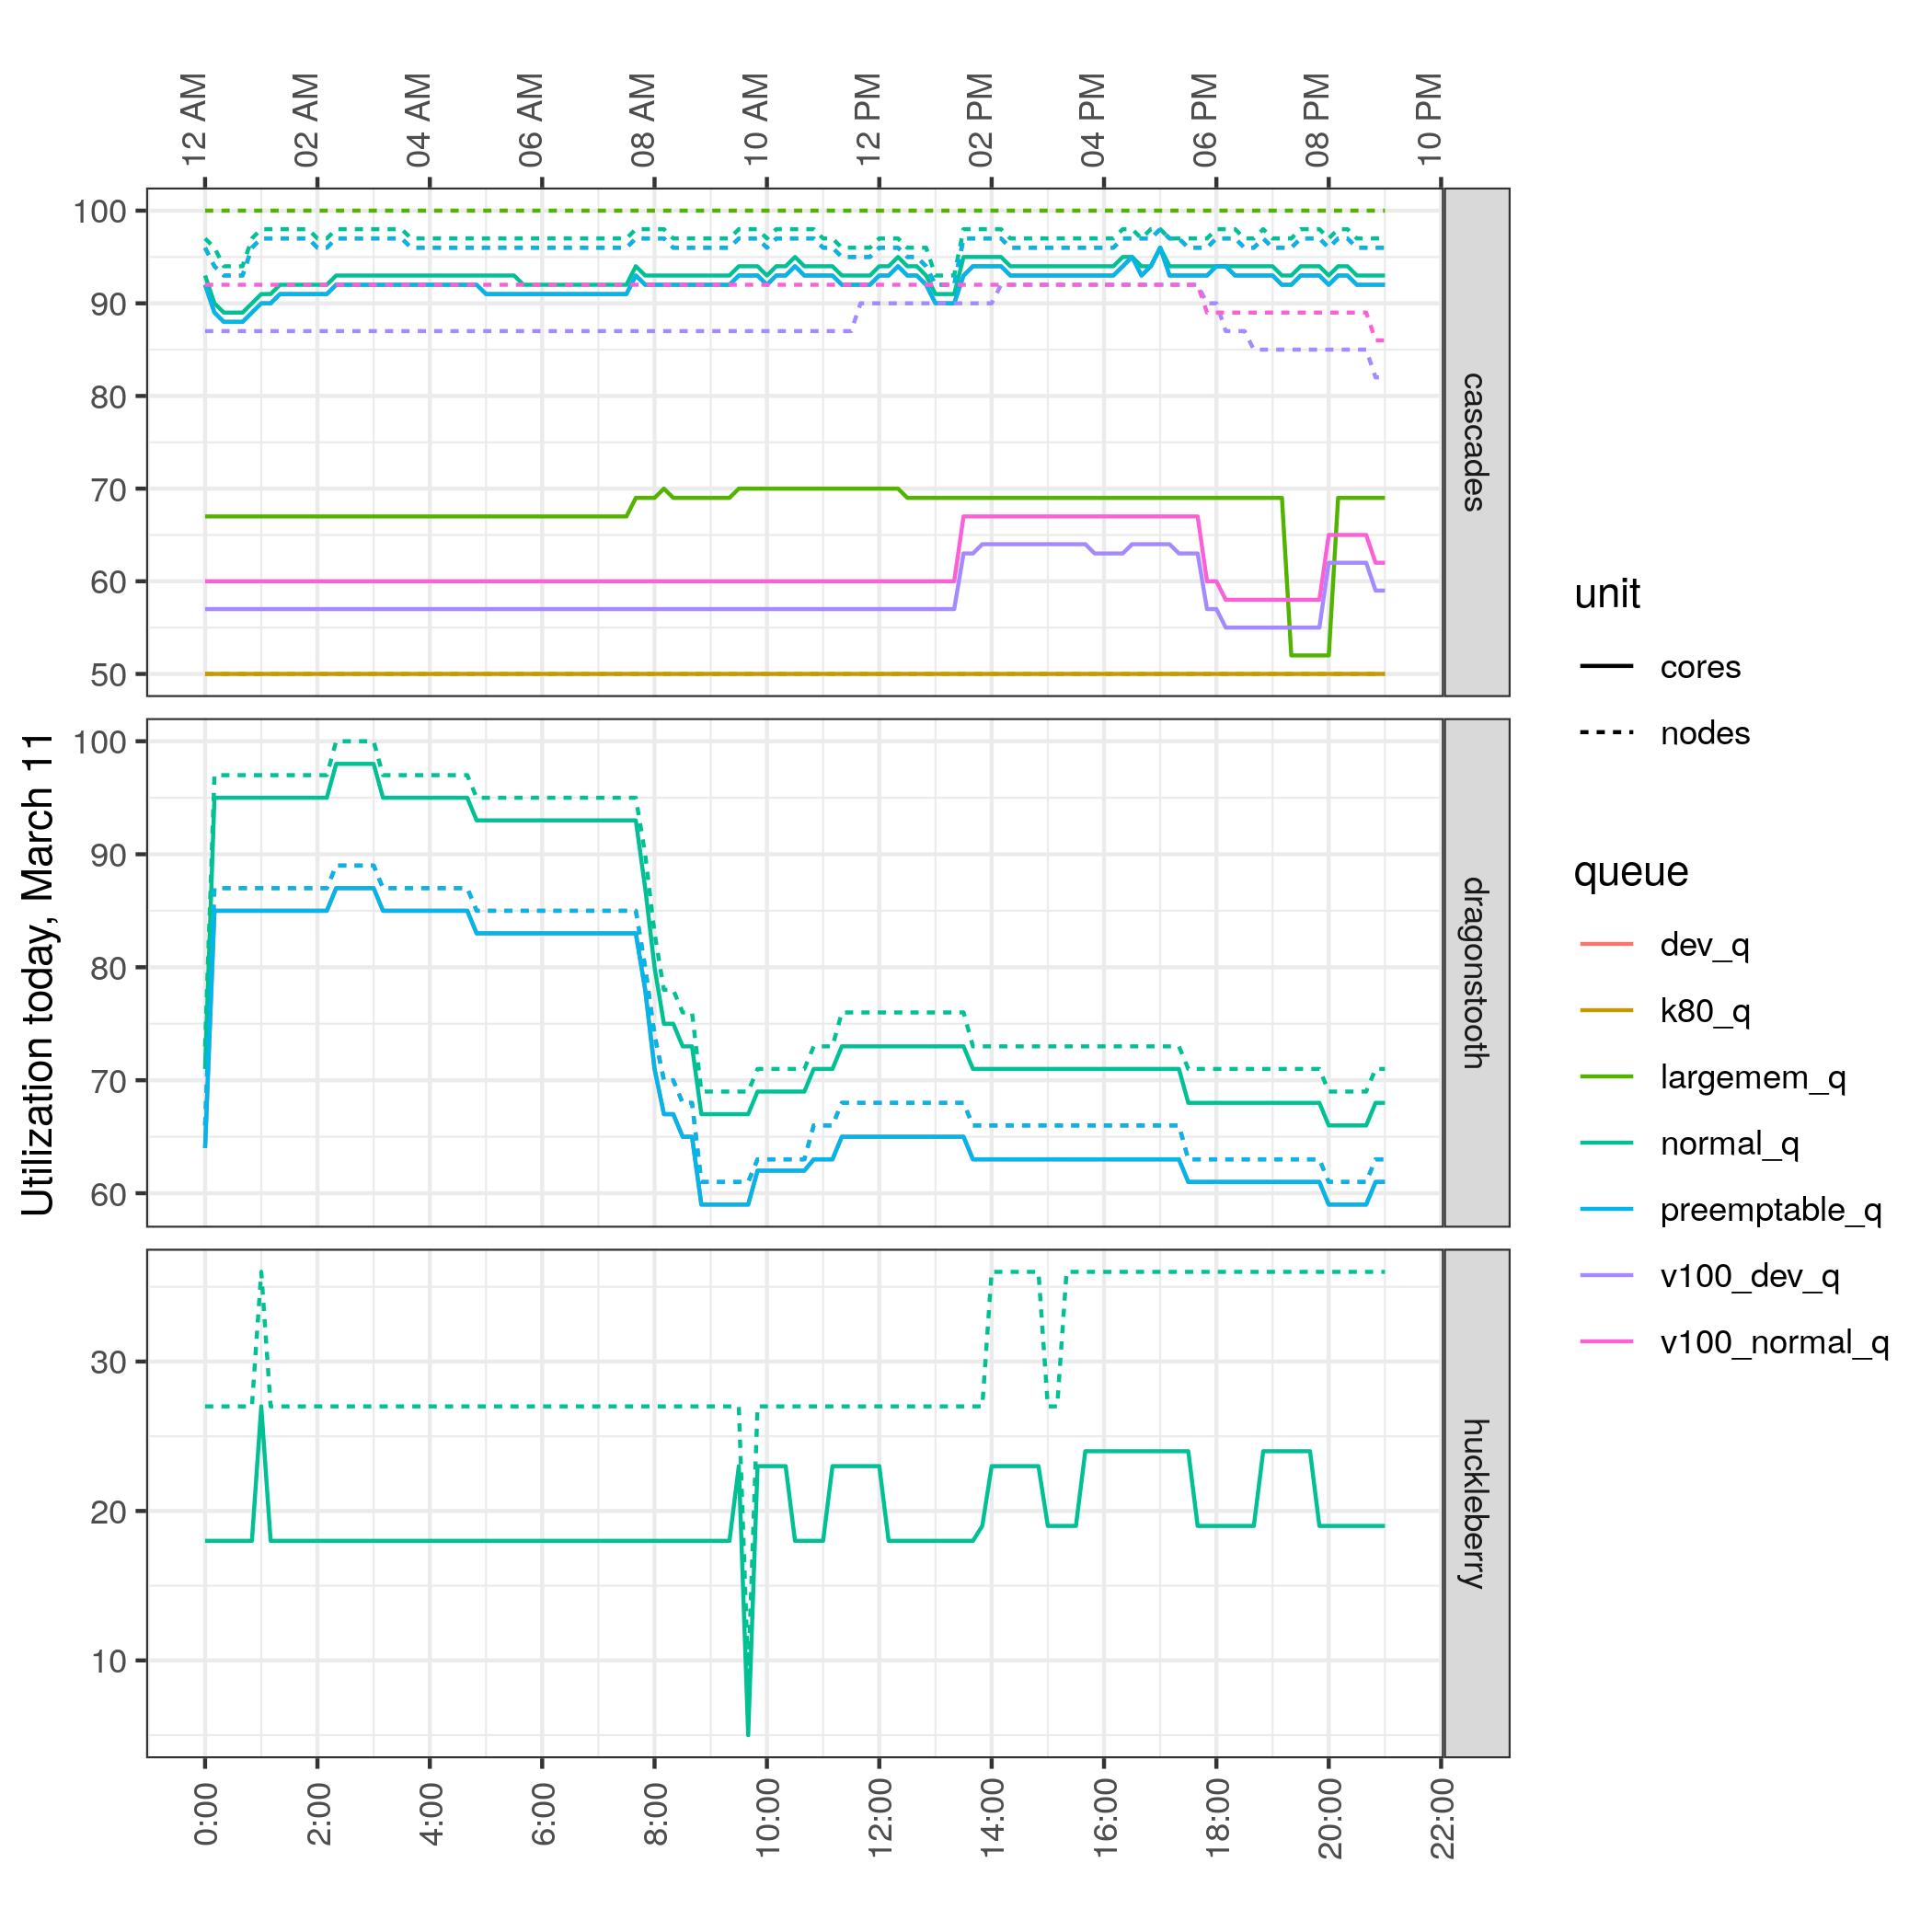 12 AM
02 AM
04 AM
06 AM
08 AM
10 AM
12 PM
02 PM
04 PM
06 PM
08 PM
10 PM
Utilization today, March 11
100
90
80
70
60
50
cascades
100
90
80
70
60
dragonstooth
30
20
10
huckleberry
0:00
2:00
4:00
6:00
8:00
10:00
12:00
14:00
16:00
18:00
20:00
22:00
unit
cores
nodes
queue
dev_q
k80_q
largemem_q
normal_q
preemptable_q
v100_dev_q
v100_normal_q